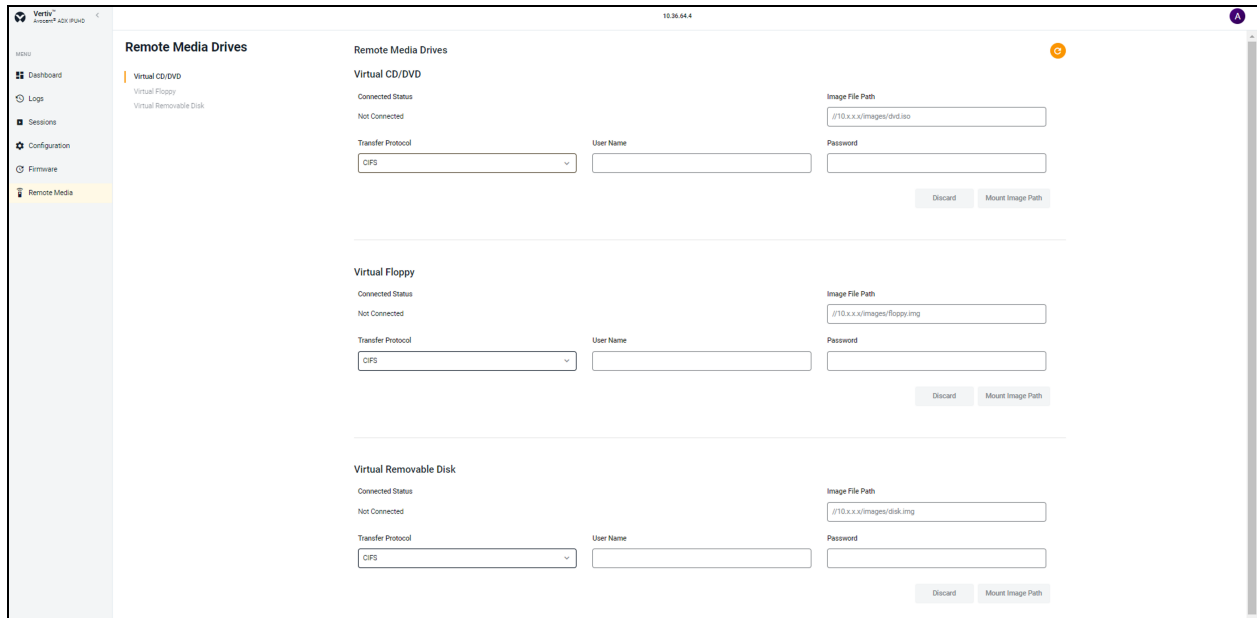 Vertiv™
Avocent® ADX IPUHD
10.36.64.4
A
MENU
Dashboard
Logs
Sessions
Configuration
Firmware
Remote Media
Remote Media Drives
Virtual CD/DVD
Virtual Floppy
Virtual Removable Disk
Remote Media Drives
Virtual CD/DVD
Connected Status
Image File Path
Not Connected
//10.x.x.x/images/dvd.iso
Transfer Protocol
User Name
Password
CIFS
Discard
Mount Image Path
Virtual Floppy
Connected Status
Image File Path
Not Connected
//10.x.x.x/images/floppy.img
Transfer Protocol
User Name
Password
CIFS
Discard
Mount Image Path
Virtual Removable Disk
Connected Status
Image File Path
Not Connected
//10.x.x.x/images/disk.img
Transfer Protocol
User Name
Password
CIFS
Discard
Mount Image Path